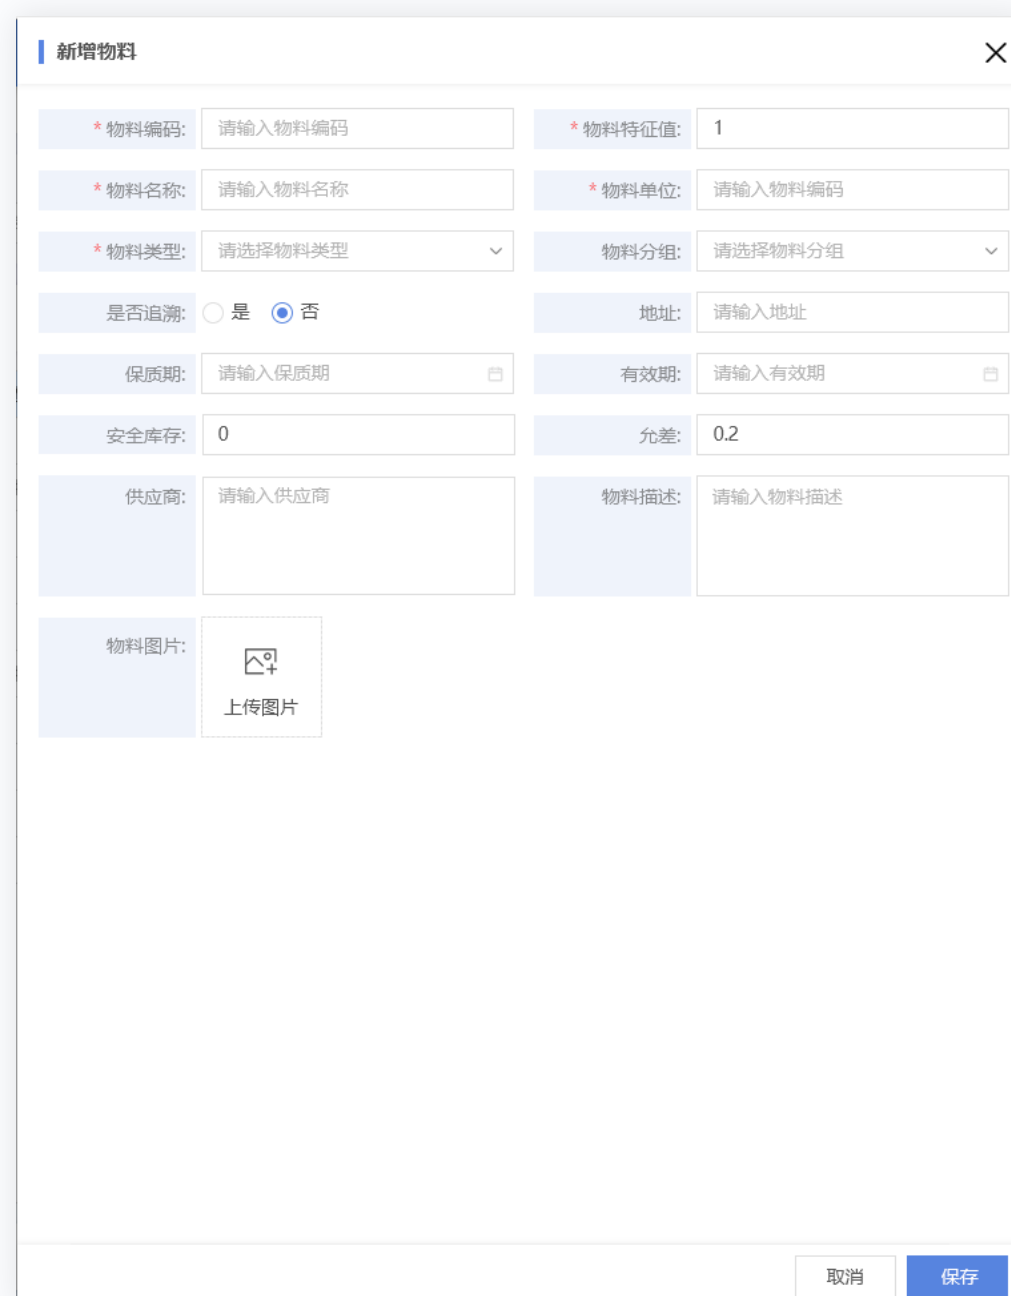 新增物料
* 物料编码: 请输入物料编码 * 物料特征值: 1
* 物料名称: 请输入物料名称 * 物料单位: 请输入物料编码
* 物料类型: 请选择物料类型 物料分组: 请选择物料分组
是否追溯: 是 否 地址: 请输入地址
保质期: 请输入保质期 有效期: 请输入有效期
安全库存: 0 允差: 0.2
供应商: 请输入供应商 物料描述: 请输入物料描述
物料图片:
上传图片
取消 保存